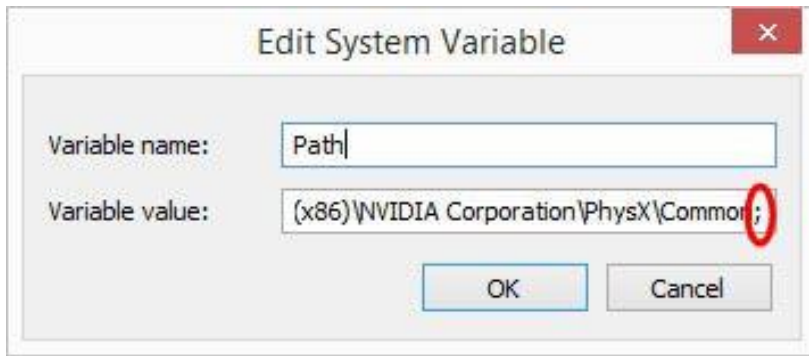 Edit System Variable
Variable name: Path
Variable value: (x86)\NVIDIA Corporation\PhysX\Common;
OK Cancel